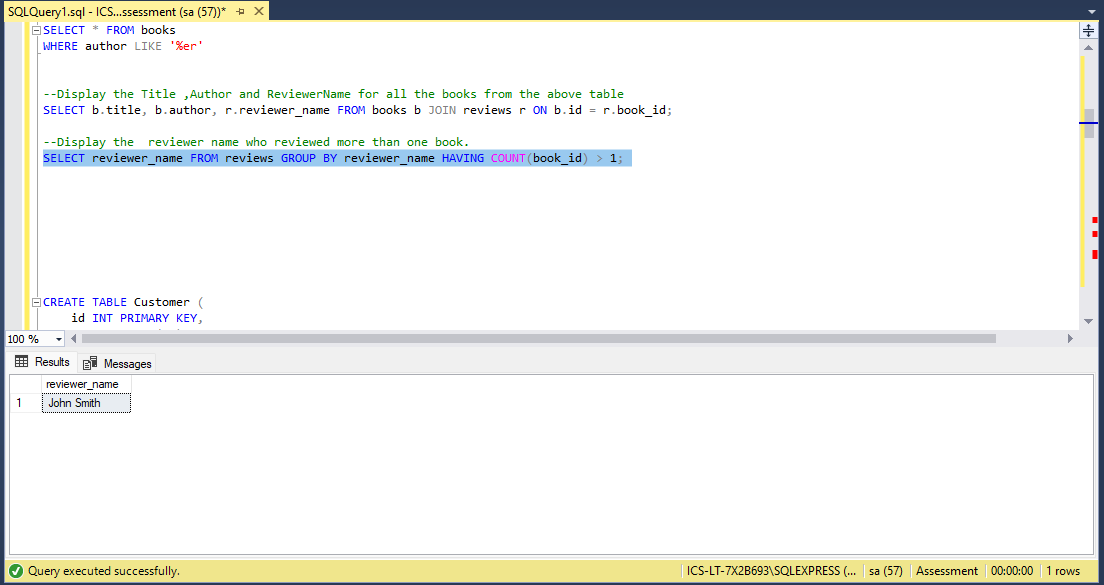 SQLQuery1.sql - ICS...ssessment (sa (57))*
SELECT * FROM books
WHERE author LIKE '%er'
--Display the Title ,Author and ReviewerName for all the books from the above table
SELECT b.title, b.author, r.reviewer_name FROM books b JOIN reviews r ON b.id = r.book_id;
--Display the  reviewer name who reviewed more than one book.
SELECT reviewer_name FROM reviews GROUP BY reviewer_name HAVING COUNT(book_id) > 1;
CREATE TABLE Customer (
id INT PRIMARY KEY,
100 %
Results Messages
reviewer_name
1 John Smith
Query executed successfully. ICS-LT-7X2B693\SQLEXPRESS (... sa (57) Assessment 00:00:00 1 rows